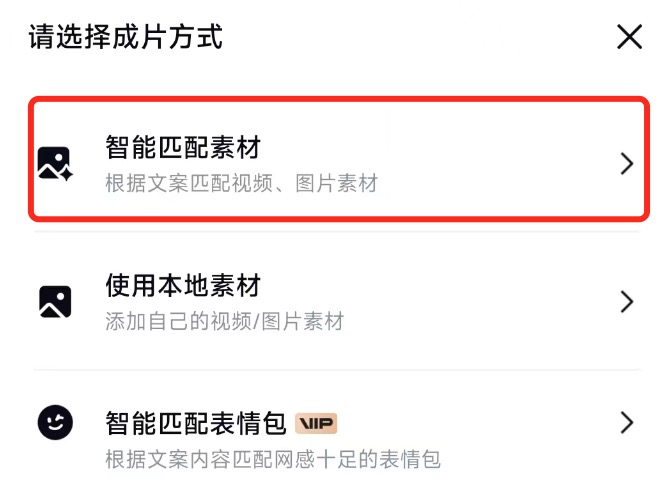 请选择成片方式
智能匹配素材
根据文案匹配视频、图片素材
使用本地素材
添加自己的视频/图片素材
智能匹配表情包 VIP
根据文案内容匹配网感十足的表情包